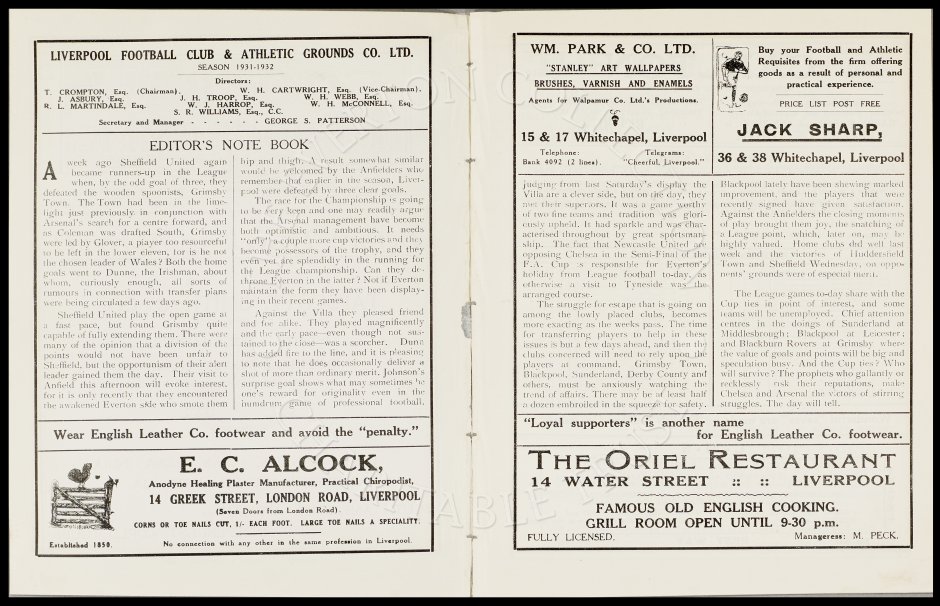 LIVERPOOL FOOTBALL CLUB & ATHLETIC GROUNDS CO. LTD.
SEASON 1931-1932
Directors:
T. CROMPTON, Esq. (Chairman). W. H. CARTWRIGHT, Esq. (Vice-Chairman).
J. ASBURY, Esq. J. H. TROOP, Esq. W. H. WEBB, Esq.
R. L. MARTINDALE, Esq. W. J. HARROP, Esq. W. H. McCONNELL, Esq.
S. R. WILLIAMS, Esq., C.C.
Secretary and Manager - - - - - - GEORGE S. PATTERSON
EDITOR'S NOTE BOOK
A week ago Sheffield United again
became runners-up in the League
when, by the odd goal of three, they
defeated the wooden spoonists, Grimsby
Town. The Town had been in the lime-
light just previously in conjunction with
Arsenal's search for a centre forward, and
as Coleman was drafted South, Grimsby
were led by Glover, a player too resourceful
to be left in the lower eleven, for is he not
the chosen leader of Wales? Both the home
goals went to Dunne, the Irishman, about
whom, curiously enough, all sorts of
rumours in connection with transfer plans
were being circulated a few days ago.
Sheffield United play the open game at
a fast pace, but found Grimsby quite
capable of fully extending them. There were
many of the opinion that a division of the
points would not have been unfair to
Sheffield, but the opportunism of their alert
leader gained them the day. Their visit to
Anfield this afternoon will evoke interest,
for it is only recently that they encountered
the awakened Everton side who smote them
hip and thigh. A result somewhat similar
would be welcomed by the Anfielders who
remember that earlier in the season, Liver-
pool were defeated by three clear goals.
The race for the Championship is going
to be very keen and one may readily argue
that the Arsenal management have become
both optimistic and ambitious. It needs
"only" a couple more cup victories and they
become possessors of the trophy, and they
even yet are splendidly in the running for
the League championship. Can they de-
throne Everton in the latter? Not if Everton
maintain the form they have been display-
ing in their recent games.
Against the Villa they pleased friend
and foe alike. They played magnificently
and the early pace—even though not sus-
tained to the close—was a scorcher. Dunn
has added fire to the line, and it is pleasing
to note that he does occasionally deliver a
shot of more than ordinary merit. Johnson's
surprise goal shows what may sometimes be
one's reward for originality even in the
humdrum game of professional football.
Wear English Leather Co. footwear and avoid the "penalty."
E. C. ALCOCK,
Anodyne Healing Plaster Manufacturer, Practical Chiropodist,
14 GREEK STREET, LONDON ROAD, LIVERPOOL
(Seven Doors from London Road).
CORNS OR TOE NAILS CUT, 1/- EACH FOOT. LARGE TOE NAILS A SPECIALITY.
Established 1850. No connection with any other in the same profession in Liverpool.
WM. PARK & CO. LTD.
"STANLEY" ART WALLPAPERS
BRUSHES, VARNISH AND ENAMELS
Agents for Walpamur Co. Ltd.'s Productions.
15 & 17 Whitechapel, Liverpool
Telephone: Telegrams:
Bank 4092 (2 lines). "Cheerful, Liverpool."
Buy your Football and Athletic
Requisites from the firm offering
goods as a result of personal and
practical experience.
PRICE LIST POST FREE
JACK SHARP,
36 & 38 Whitechapel, Liverpool
judging from last Saturday's display the
Villa are a clever side, but on the day, they
met their superiors. It was a game worthy
of two fine teams and tradition was glori-
ously upheld. It had sparkle and was char-
acterised throughout by great sportsman-
ship. The fact that Newcastle United are
opposing Chelsea in the Semi-Final of the
F.A. Cup is responsible for Everton's
holiday from League football to-day, as
otherwise a visit to Tyneside was the
arranged course.
The struggle for escape that is going on
among the lowly placed clubs, becomes
more exacting as the weeks pass. The time
for transferring players to help in these
issues is but a few days ahead, and then the
clubs concerned will need to rely upon the
players at command. Grimsby Town,
Blackpool, Sunderland, Derby County and
others, must be anxiously watching the
trend of affairs. There may be at least half
a dozen embroiled in the squeeze for safety.
Blackpool lately have been shewing marked
improvement, and the players that were
recently signed have given satisfaction.
Against the Anfielders the closing moments
of play brought them joy, the snatching of
a League point, which, later on, may be
highly valued. Home clubs did well last
week and the victories of Huddersfield
Town and Sheffield Wednesday, on oppo-
nents' grounds were of especial merit.
The League games to-day share with the
Cup ties in point of interest, and some
teams will be unemployed. Chief attention
centres in the doings of Sunderland at
Middlesbrough; Blackpool at Leicester;
and Blackburn Rovers at Grimsby where
the value of goals and points will be big and
speculation busy. And the Cup ties? Who
will survive? The prophets who gallantly or
recklessly risk their reputations, make
Chelsea and Arsenal the victors of stirring
struggles. The day will tell.
"Loyal supporters" is another name
for English Leather Co. footwear.
THE ORIEL RESTAURANT
14 WATER STREET :: :: LIVERPOOL
FAMOUS OLD ENGLISH COOKING.
GRILL ROOM OPEN UNTIL 9-30 p.m.
FULLY LICENSED. Manageress: M. PECK.